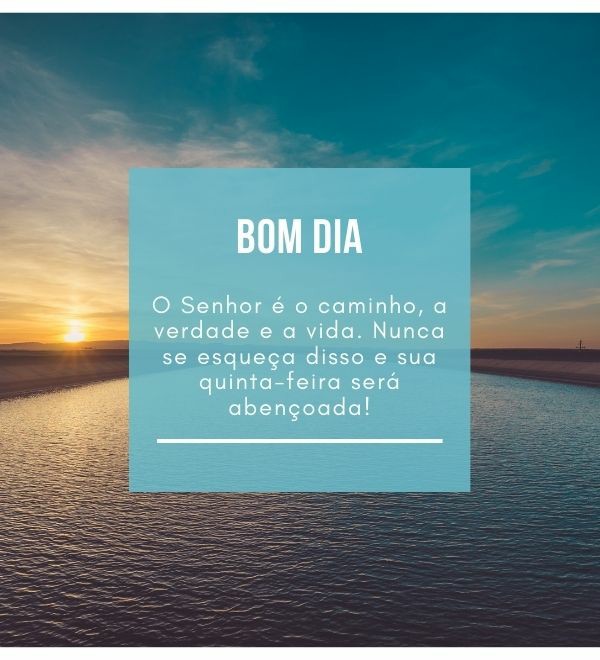 BOM DIA
O Senhor é o caminho, a
verdade e a vida. Nunca
se esqueça disso e sua
quinta-feira será
abençoada!